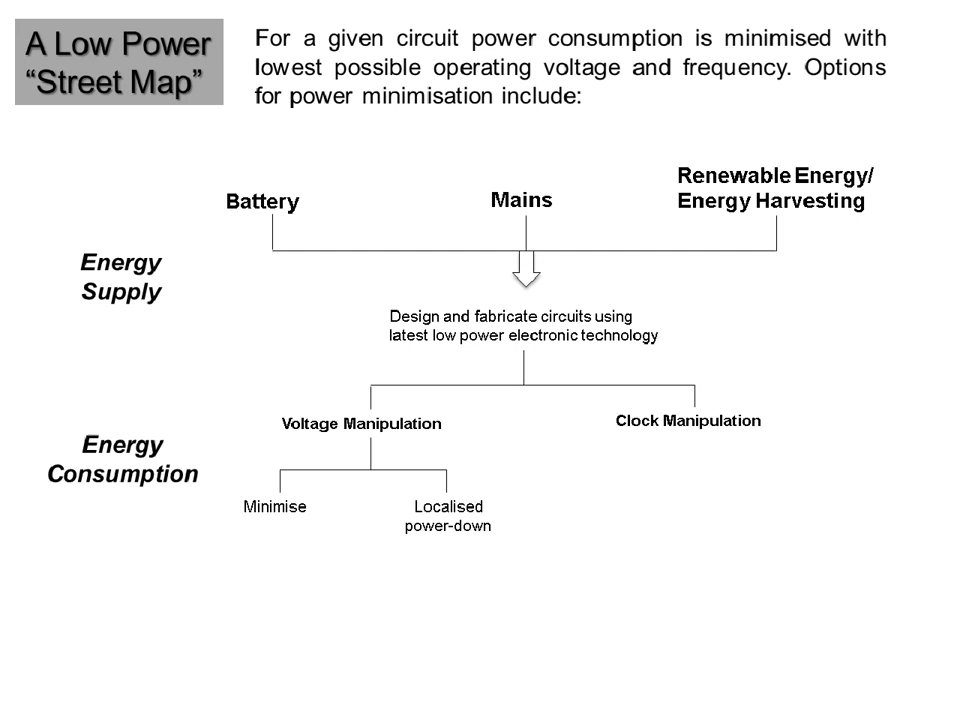 A Low Power
“Street Map”
For a given circuit power consumption is minimised with
lowest possible operating voltage and frequency. Options
for power minimisation include:
Battery
Mains
Renewable Energy/
Energy Harvesting
Energy
Supply
Design and fabricate circuits using
latest low power electronic technology
Voltage Manipulation
Clock Manipulation
Energy
Consumption
Minimise
Localised
power-down